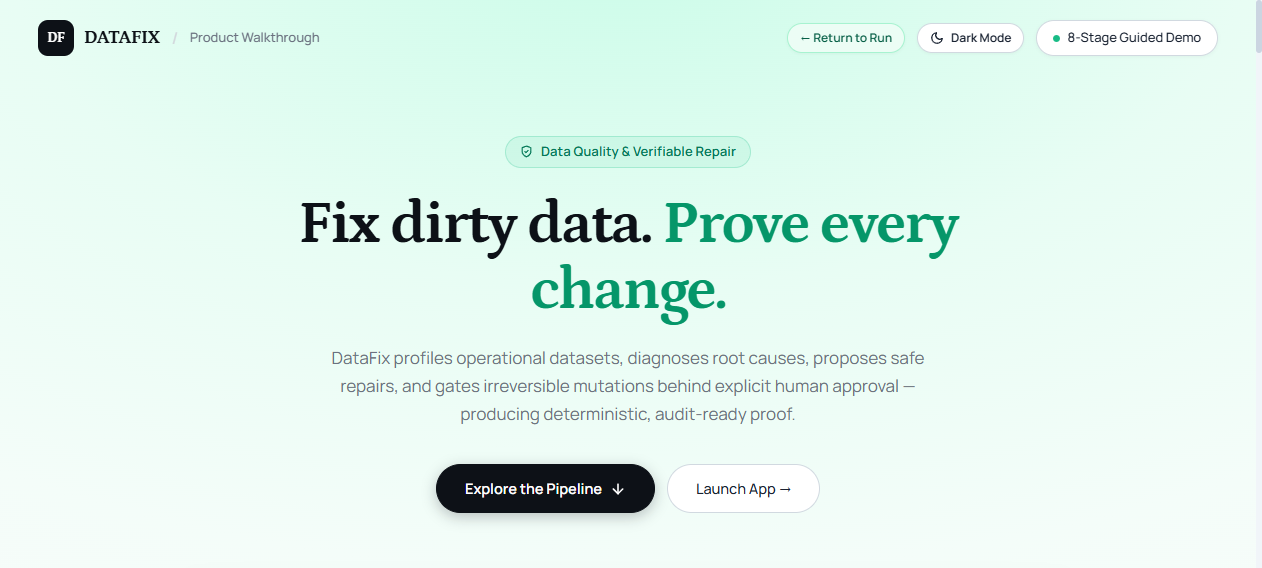 DF DATAFIX / Product Walkthrough
← Return to Run
Dark Mode
8-Stage Guided Demo
Data Quality & Verifiable Repair
Fix dirty data. Prove every
change.
DataFix profiles operational datasets, diagnoses root causes, proposes safe
repairs, and gates irreversible mutations behind explicit human approval —
producing deterministic, audit-ready proof.
Explore the Pipeline ↓
Launch App →